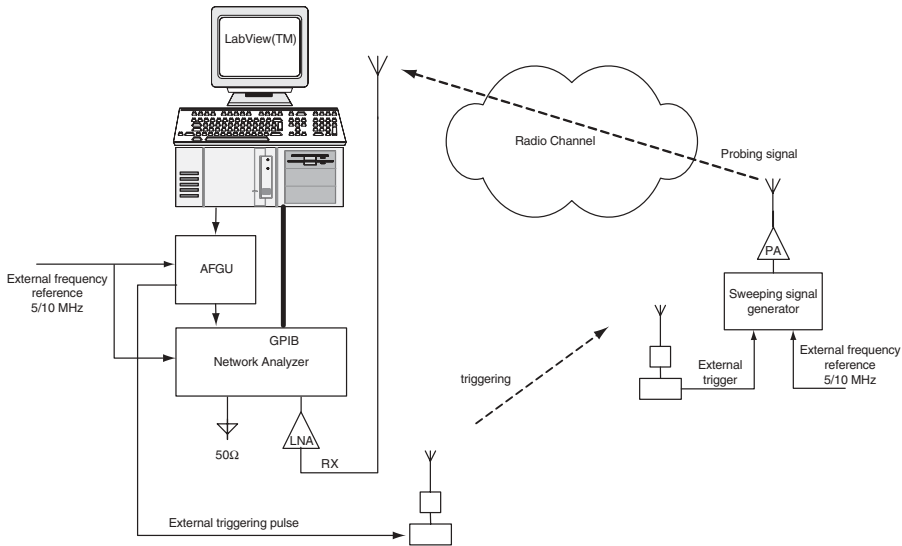 LabView(TM)
Radio Channel
Probing signal
PA
AFGU
External frequency
reference
5/10 MHz
Sweeping signal
generator
GPIB
Network Analyzer
triggering
External
trigger
External frequency
reference
5/10 MHz
LNA
50Ω
RX
External triggering pulse